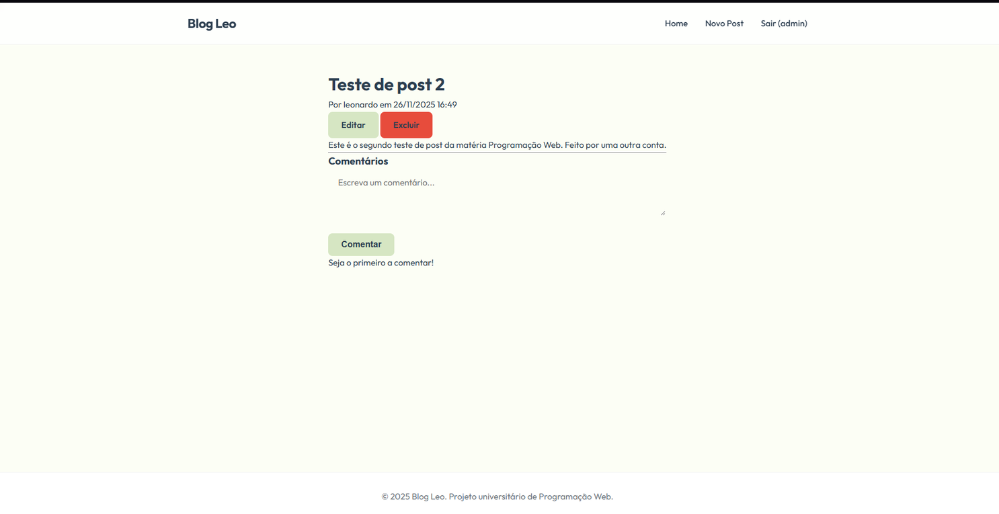 Blog Leo
Home Novo Post Sair (admin)
Teste de post 2
Por leonardo em 26/11/2025 16:49
Editar Excluir
Este é o segundo teste de post da matéria Programação Web. Feito por uma outra conta.
Comentários
Escreva um comentário...
Comentar
Seja o primeiro a comentar!
© 2025 Blog Leo. Projeto universitário de Programação Web.